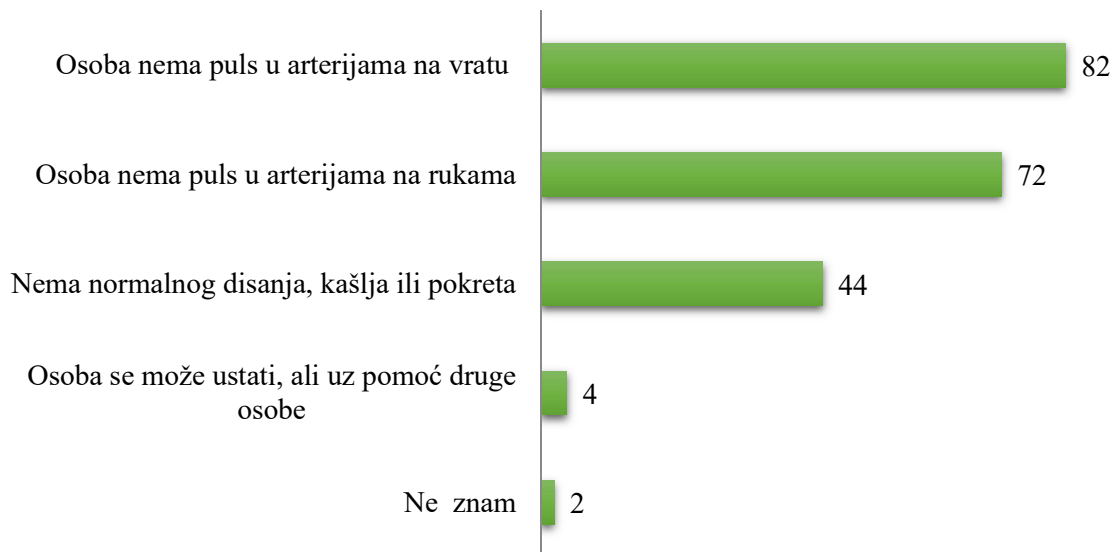 Osoba nema puls u arterijama na vratu
82
Osoba nema puls u arterijama na rukama
72
Nema normalnog disanja, kašlja ili pokreta
44
Osoba se može ustati, ali uz pomoć druge
osobe
4
Ne znam
2